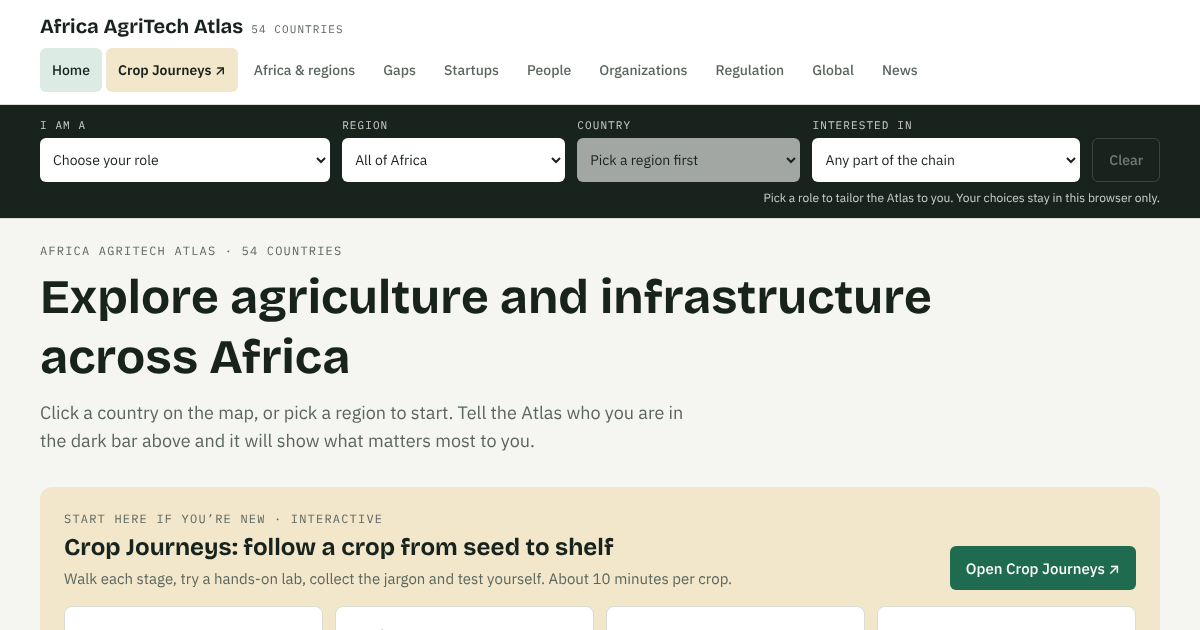 Africa AgriTech Atlas 54 COUNTRIES
Home Crop Journeys ↗ Africa & regions Gaps Startups People Organizations Regulation Global News
I AM A REGION COUNTRY INTERESTED IN
Choose your role All of Africa Pick a region first Any part of the chain Clear
Pick a role to tailor the Atlas to you. Your choices stay in this browser only.
AFRICA AGRITECH ATLAS · 54 COUNTRIES
Explore agriculture and infrastructure
across Africa
Click a country on the map, or pick a region to start. Tell the Atlas who you are in
the dark bar above and it will show what matters most to you.
START HERE IF YOU’RE NEW · INTERACTIVE
Crop Journeys: follow a crop from seed to shelf
Walk each stage, try a hands-on lab, collect the jargon and test yourself. About 10 minutes per crop.
Open Crop Journeys ↗